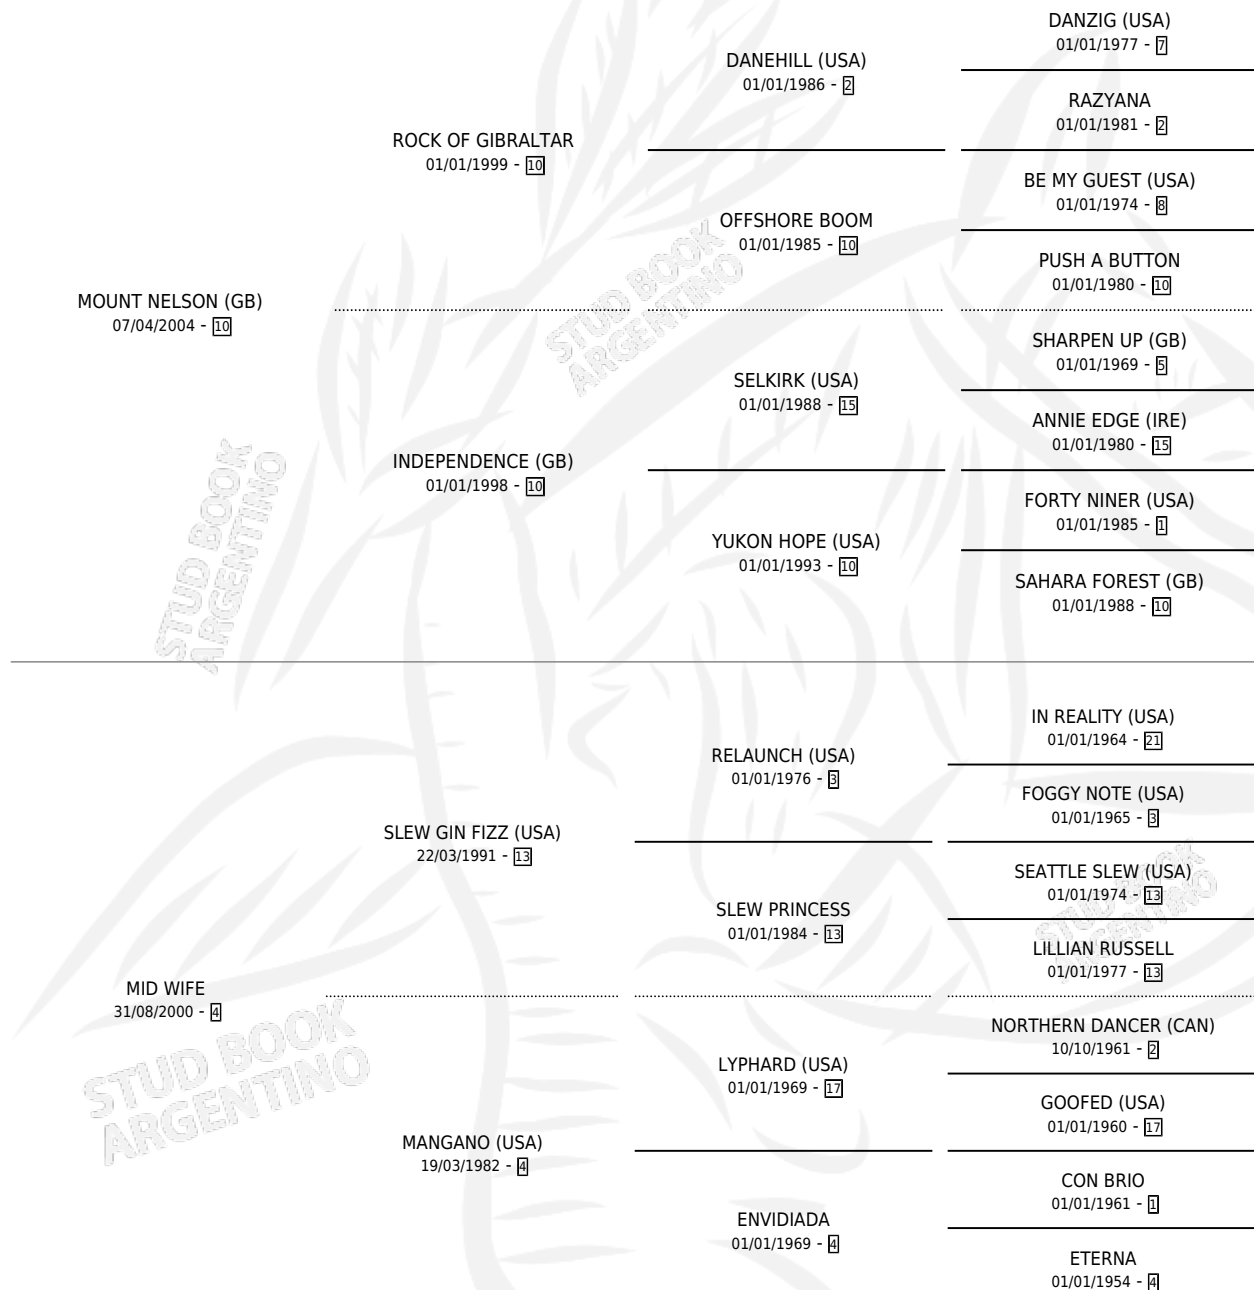 DANZIG (USA)
01/01/1977 - 7
DANEHILL (USA)
01/01/1986 - 2
RAZYANA
01/01/1981 - 2
ROCK OF GIBRALTAR
01/01/1999 - 10
BE MY GUEST (USA)
01/01/1974 - 8
OFFSHORE BOOM
01/01/1985 - 10
PUSH A BUTTON
01/01/1980 - 10
MOUNT NELSON (GB)
07/04/2004 - 10
STUD BOOK
ARGENTINO
SHARPEN UP (GB)
01/01/1969 - 5
SELKIRK (USA)
01/01/1988 - 15
ANNIE EDGE (IRE)
01/01/1980 - 15
INDEPENDENCE (GB)
01/01/1998 - 10
FORTY NINER (USA)
01/01/1985 - 1
YUKON HOPE (USA)
01/01/1993 - 10
SAHARA FOREST (GB)
01/01/1988 - 10
STUD BOOK
ARGENTINO
IN REALITY (USA)
01/01/1964 - 21
RELAUNCH (USA)
01/01/1976 - 3
FOGGY NOTE (USA)
01/01/1965 - 3
SLEW GIN FIZZ (USA)
22/03/1991 - 13
SEATTLE SLEW (USA)
01/01/1974 - 13
SLEW PRINCESS
01/01/1984 - 13
STUD BOOK
ARGENTINO
LILLIAN RUSSELL
01/01/1977 - 13
MID WIFE
31/08/2000 - 4
STUD BOOK
ARGENTINO
NORTHERN DANCER (CAN)
10/10/1961 - 2
LYPHARD (USA)
01/01/1969 - 17
GOOFED (USA)
01/01/1960 - 17
MANGANO (USA)
19/03/1982 - 4
CON BRIO
01/01/1961 - 1
ENVIDIADA
01/01/1969 - 4
ETERNA
01/01/1954 - 4